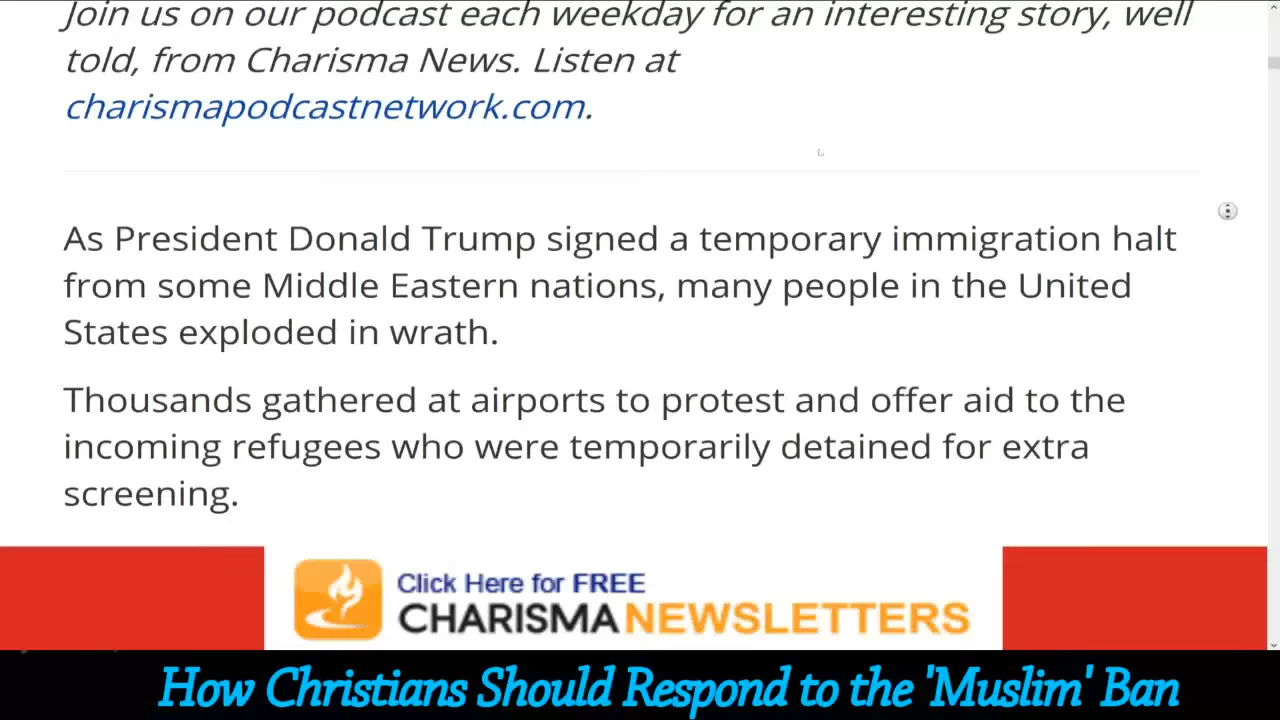 Join us on our podcast each weekday for an interesting story, well
told, from Charisma News. Listen at
charismapodcastnetwork.com.
As President Donald Trump signed a temporary immigration halt
from some Middle Eastern nations, many people in the United
States exploded in wrath.
Thousands gathered at airports to protest and offer aid to the
incoming refugees who were temporarily detained for extra
screening.
Click Here for FREE
CHARISMA NEWSLETTERS
How Christians Should Respond to the 'Muslim' Ban